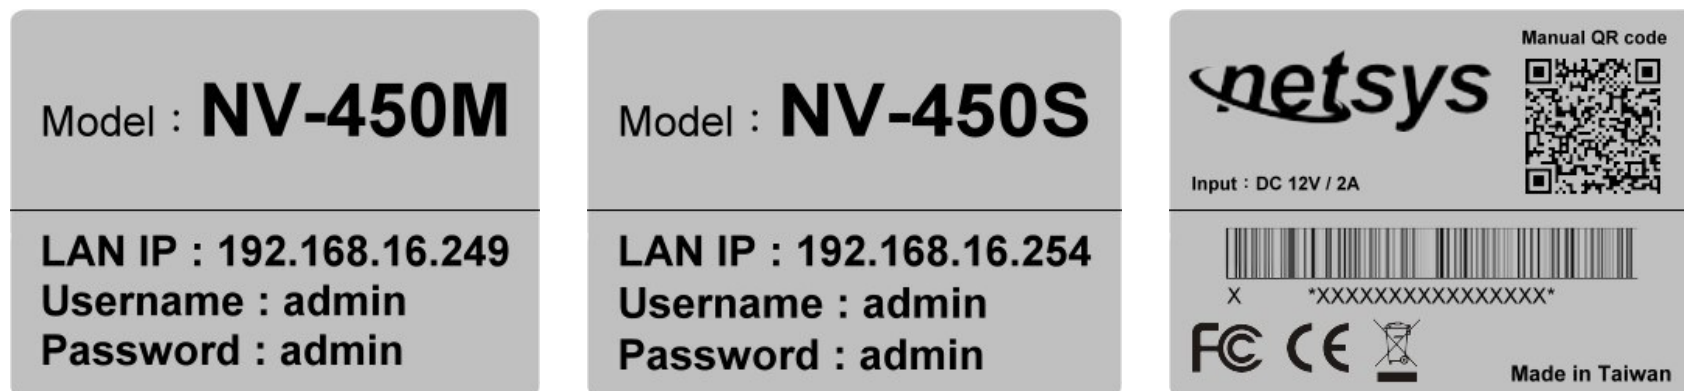 Model : NV-450M
LAN IP : 192.168.16.249
Username : admin
Password : admin
Model : NV-450S
LAN IP : 192.168.16.254
Username : admin
Password : admin
Manual QR code
netsys
Input : DC 12V / 2A
X *XXXXXXXXXXXXXXXX*
FC CE
Made in Taiwan